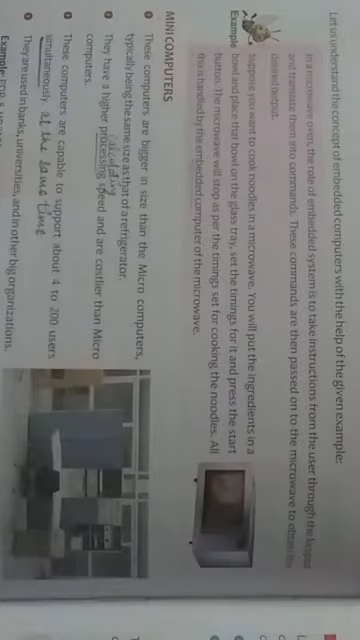 Let us understand the concept of embedded computers with the help of the given example:
In a microwave oven, the role of embedded system is to take instructions from the user through the
and translate them into commands. These commands are then passed on to the microwave to obtain
desired output.
Example
Suppose you want to cook noodles in a microwave. You will put the ingredients in a
bowl and place that bowl on the glass tray, set the timings for it and press the start
button. The microwave will stop as per the timings set for cooking the noodles. All
this is handled by the embedded computer of the microwave.
MINICOMPUTERS
These computers are bigger in size than the Micro computers,
typically being the same size as that of a refrigerator.
calculating
They have a higher processing speed and are costlier than Micro
computers.
These computers are capable to support about 4 to 200 users
simultaneously. at the same time
They are used in banks, universities, and in other big organizations.
Example: PDP